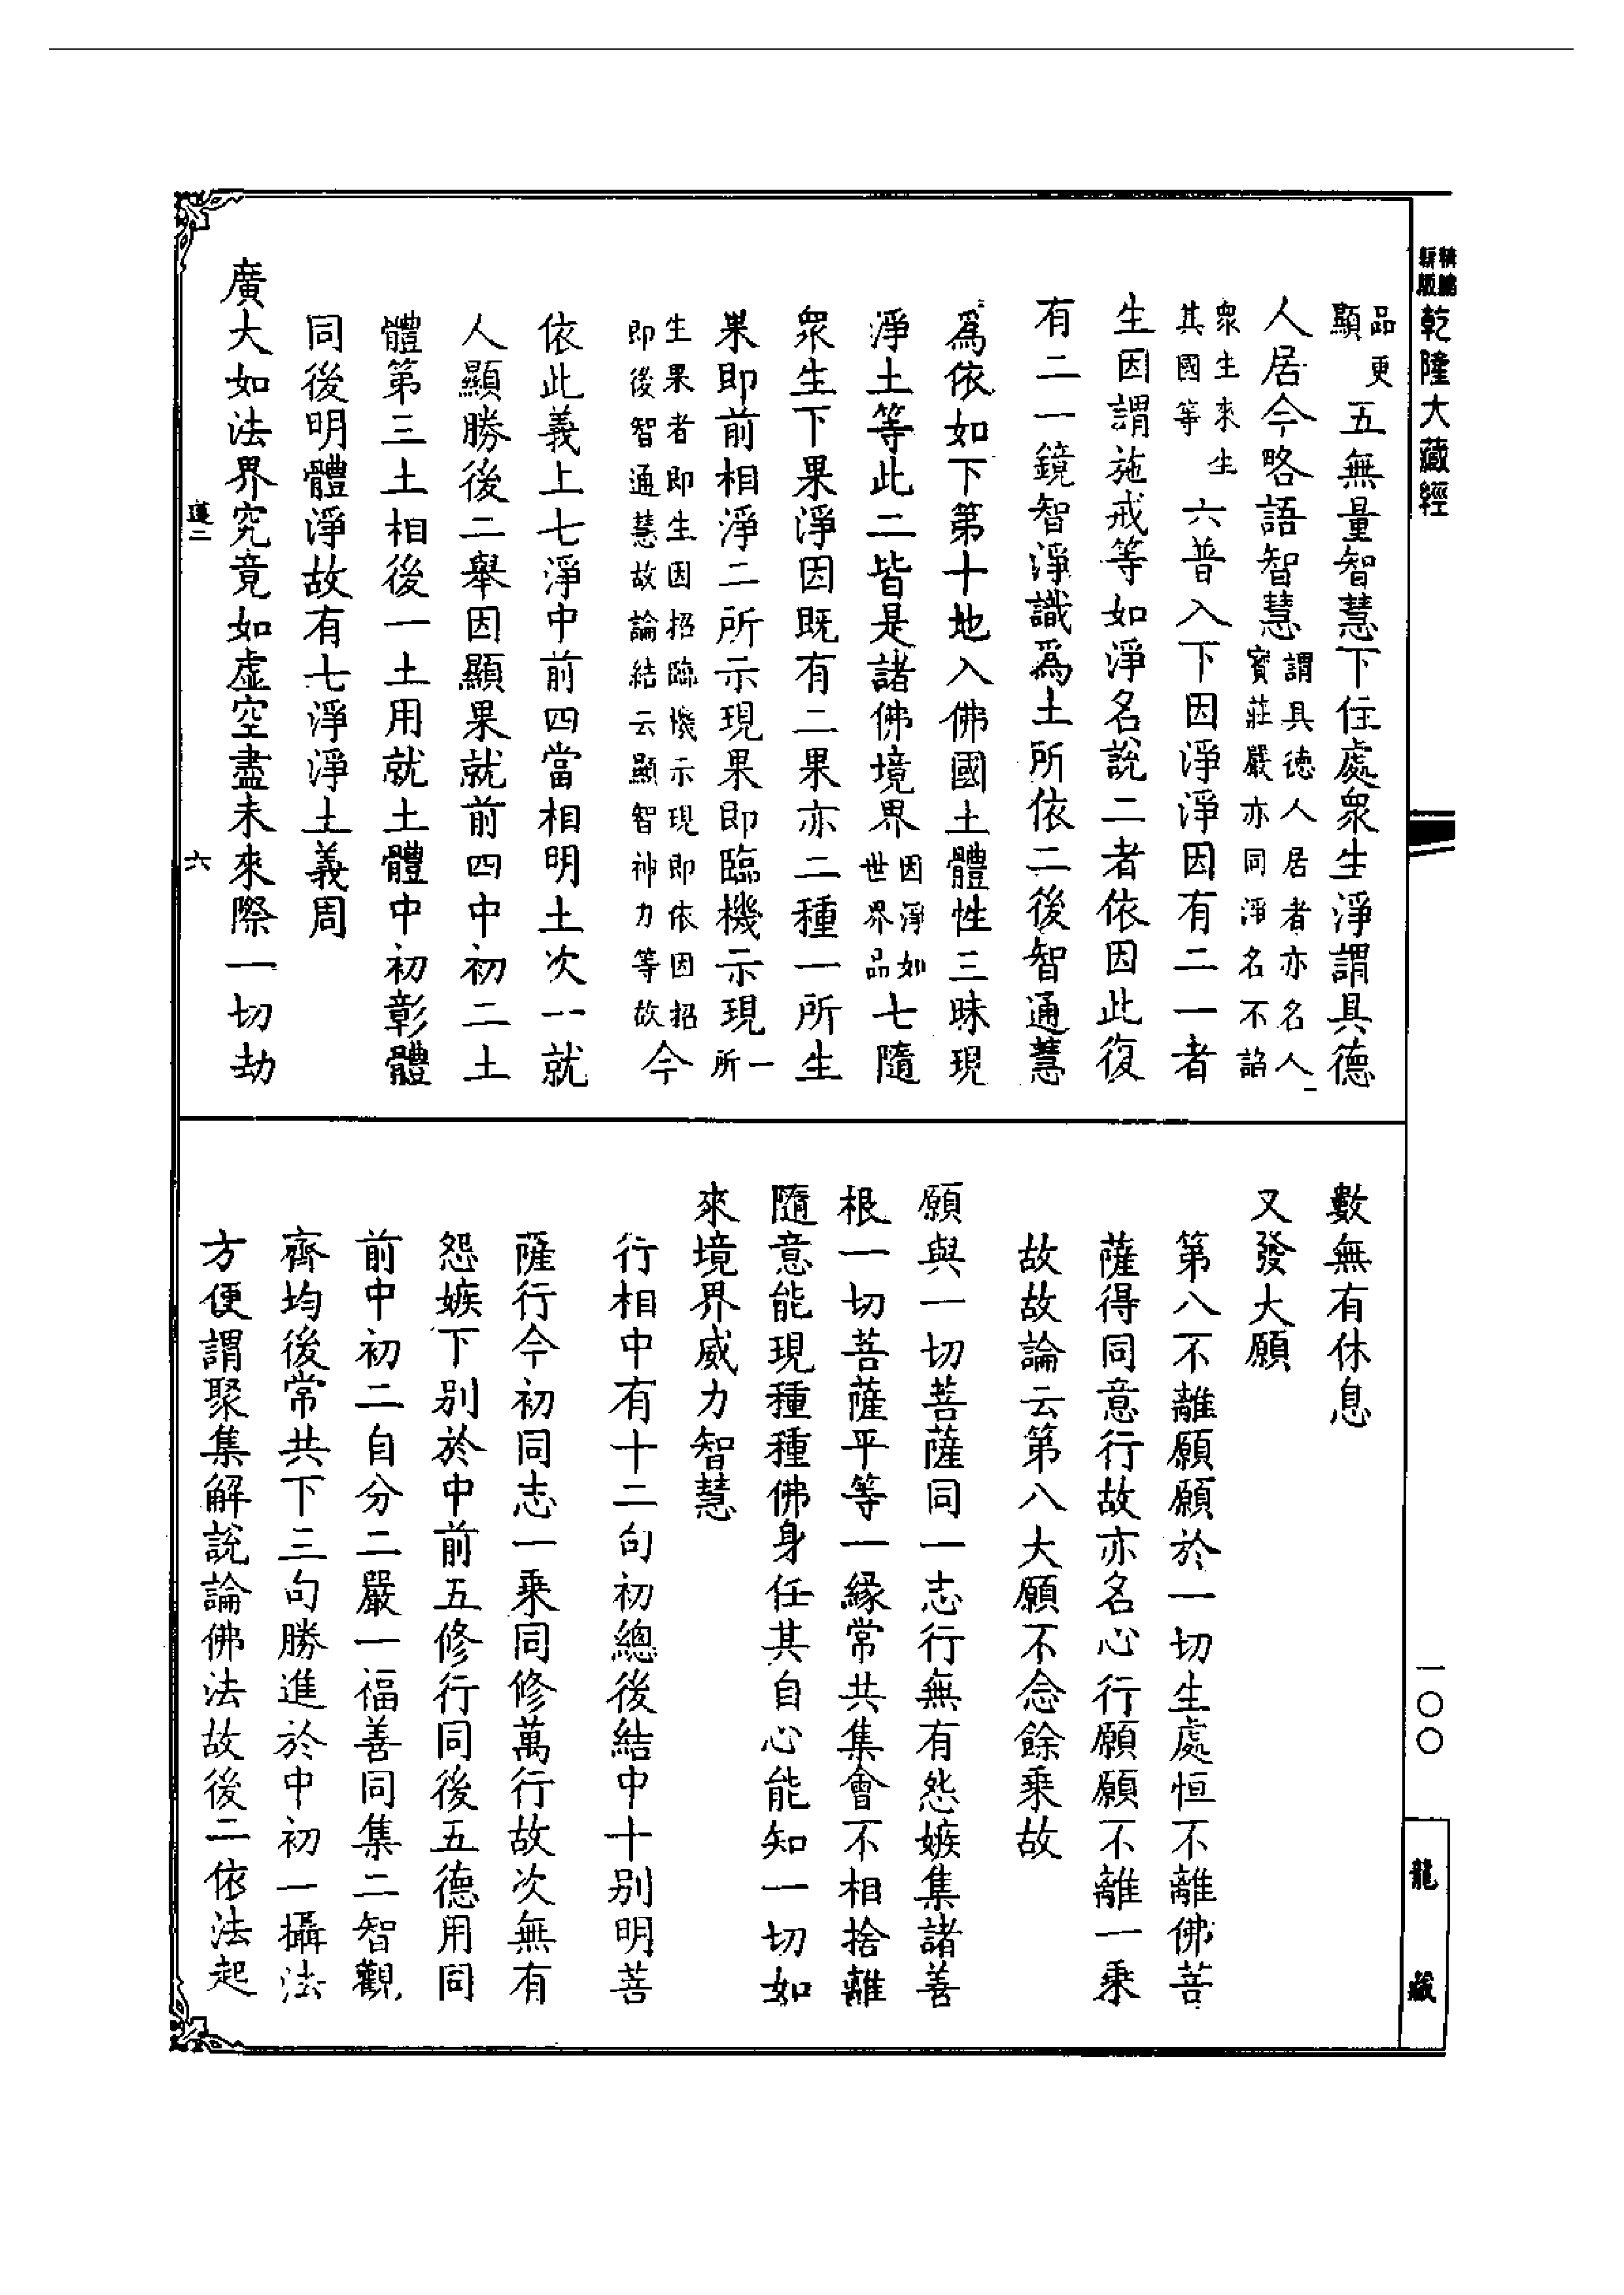 精編新版乾隆大藏經
品更顯五無量智慧下住處眾生淨謂具德
人居今略語智慧謂具德人居者亦名人寶莊嚴亦同淨名不諂
眾生來生其國等六普入下因淨淨因有二一者
生因謂施戒等如淨名說二者依因此復
有二一鏡智淨識為土所依二後智通慧
為依如下第十地入佛國土體性三昧現
淨土等此二皆是諸佛境界因淨如世界品七隨
眾生下果淨因既有二果亦二種一所生
果即前相淨二所示現果即臨機示現一所
生果者即生因招臨機示現即依因招即後智通慧故論結云顯智神力等故今
依此義上七淨中前四當相明土次一就
人顯勝後二舉因顯果就前四中初二土
體第三土相後一土用就土體中初彰體
同後明體淨故有七淨淨土義周
廣大如法界究竟如虛空盡未來際一切劫
蓮三
六
數無有休息
又發大願
第八不離願願於一切生處恒不離佛菩
薩得同意行故亦名心行願願不離一乘
故故論云第八大願不念餘乘故
願與一切菩薩同一志行無有怨嫉集諸善
根一切菩薩平等一緣常共集會不相捨離
隨意能現種種佛身任其自心能知一切如
來境界威力智慧
行相中有十二句初總後結中十別明菩
薩行今初同志一乘同修萬行故次無有
怨嫉下別於中前五修行同後五德用同
前中初二自分二嚴一福善同集二智觀
齊均後常共下三句勝進於中初一攝法
方便謂聚集解說論佛法故後二依法起
一〇〇
龍藏